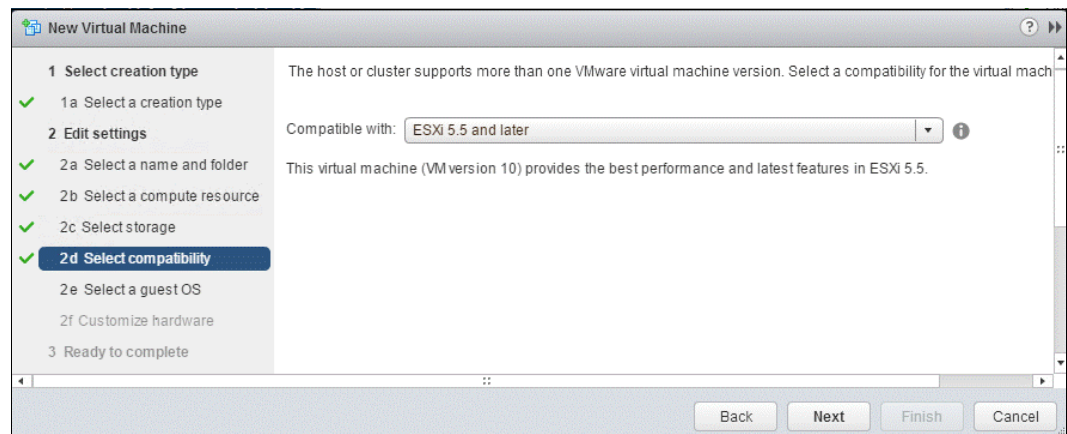 New Virtual Machine
1 Select creation type
1a Select a creation type
2 Edit settings
2a Select a name and folder
2b Select a compute resource
2c Select storage
2d Select compatibility
2e Select a guest OS
2f Customize hardware
3 Ready to complete
The host or cluster supports more than one VMware virtual machine version. Select a compatibility for the virtual mach
Compatible with: ESXi 5.5 and later
This virtual machine (VM version 10) provides the best performance and latest features in ESXi 5.5.
Back Next Finish Cancel